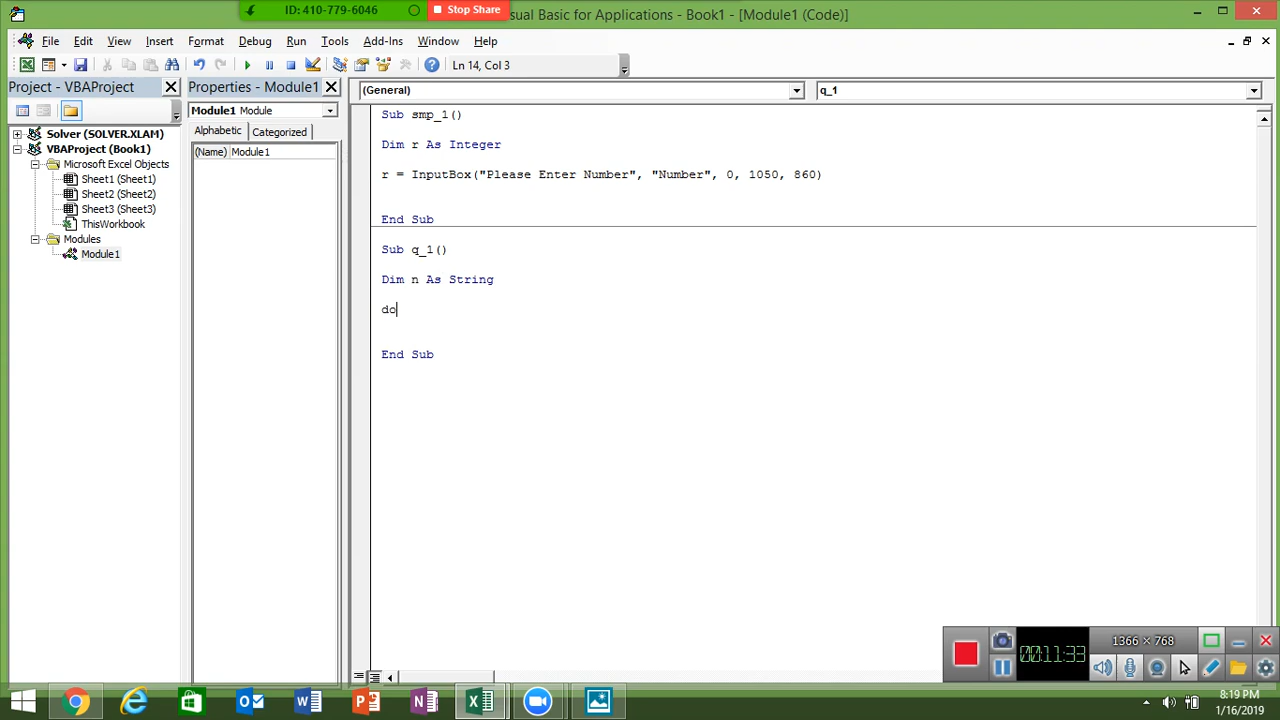 ID: 410-779-6046
Stop Share
sual Basic for Applications - Book1 - [Module1 (Code)]
File Edit View Insert Format Debug Run Tools Add-Ins Window Help
Ln 14, Col 3
Project - VBAProject
Properties - Module1
(General)
q_1
Module1 Module
Alphabetic Categorized
(Name) Module1
Solver (SOLVER.XLAM)
VBAProject (Book1)
Microsoft Excel Objects
Sheet1 (Sheet1)
Sheet2 (Sheet2)
Sheet3 (Sheet3)
ThisWorkbook
Modules
Module1
Sub smp_1()
Dim r As Integer
r = InputBox("Please Enter Number", "Number", 0, 1050, 860)
End Sub
Sub q_1()
Dim n As String
do
End Sub
1366 × 768
00:11:33
8:19 PM
1/16/2019